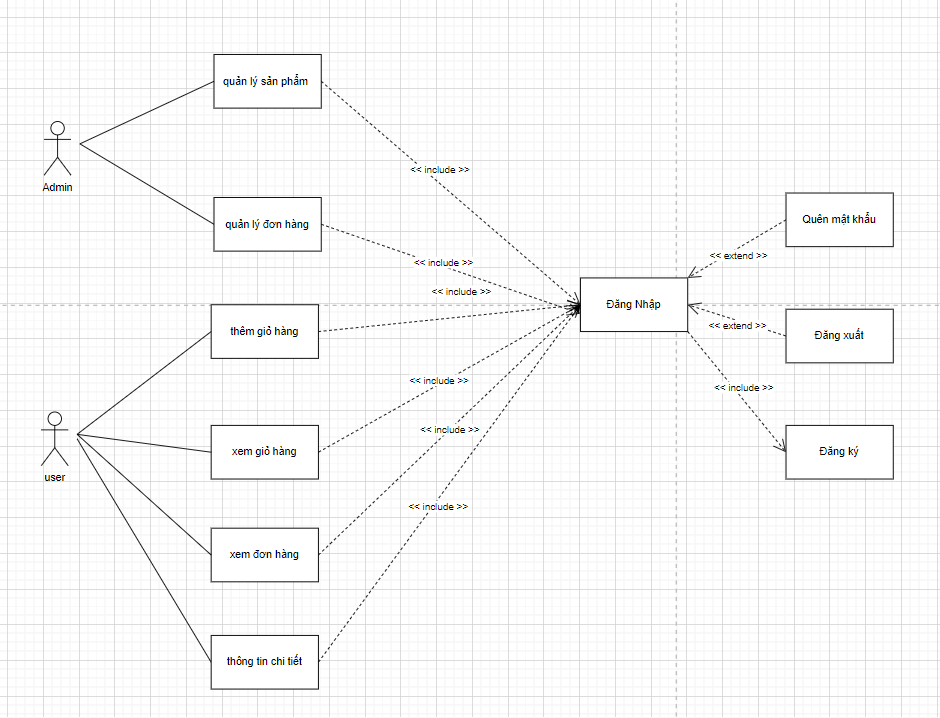 quản lý sản phẩm
<< include >>
Admin
quản lý đơn hàng
Quên mật khẩu
<< extend >>
<< include >>
<< include >>
Đăng Nhập
thêm giỏ hàng
<< extend >>
Đăng xuất
<< include >>
<< include >>
<< include >>
xem giỏ hàng
Đăng ký
user
<< include >>
xem đơn hàng
thông tin chi tiết